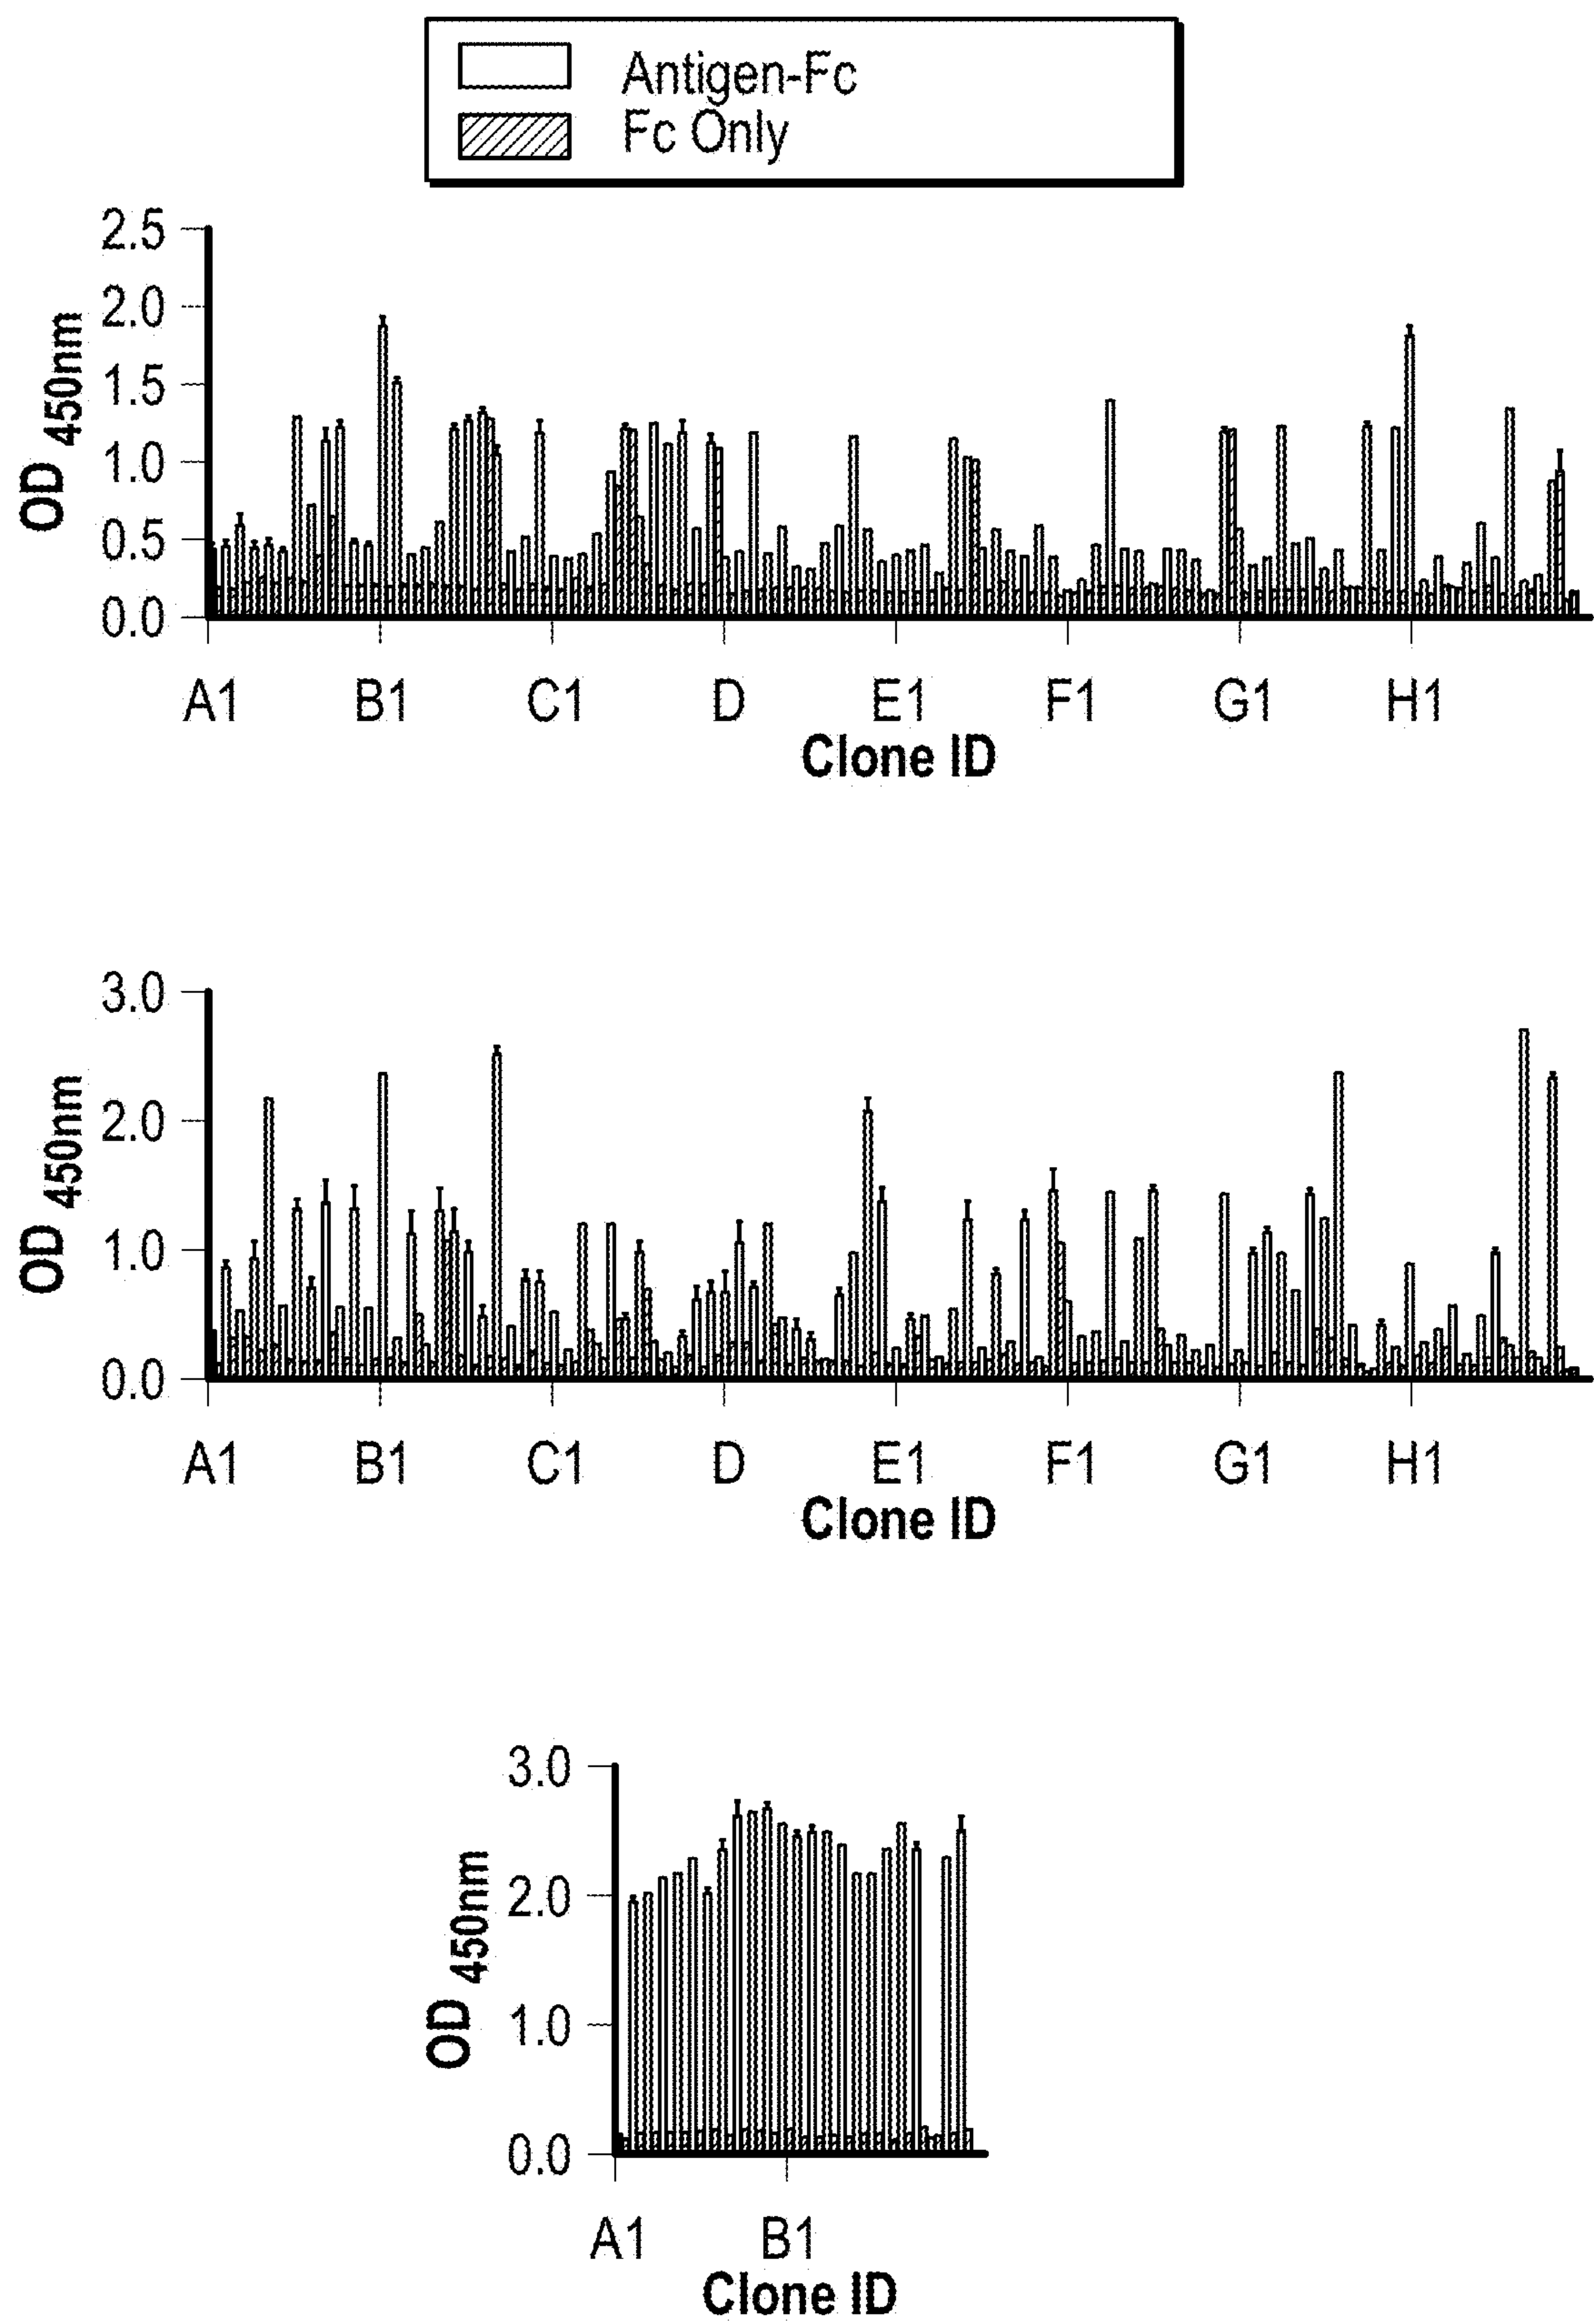 Antigen-Fc
Fc Only
2.5
2.0
1.5
1.0
0.5
0.0
OD 450nm
A1 B1 C1 D E1 F1 G1 H1
Clone ID
3.0
2.0
1.0
0.0
OD 450nm
A1 B1 C1 D E1 F1 G1 H1
Clone ID
3.0
2.0
1.0
0.0
OD 450nm
A1 B1
Clone ID